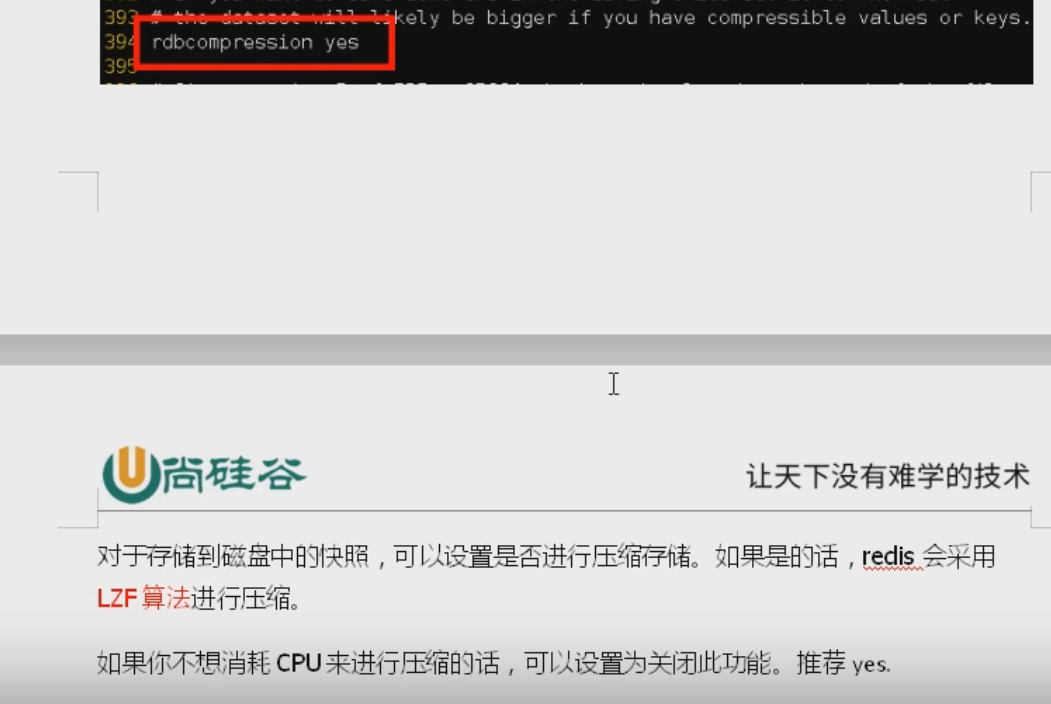 393 # the dataset will likely be bigger if you have compressible values or keys.
394 rdbcompression yes
395
尚硅谷
让天下没有难学的技术
对于存储到磁盘中的快照，可以设置是否进行压缩存储。如果是的话，redis 会采用
LZF 算法进行压缩。
如果你不想消耗 CPU 来进行压缩的话，可以设置为关闭此功能。推荐 yes.